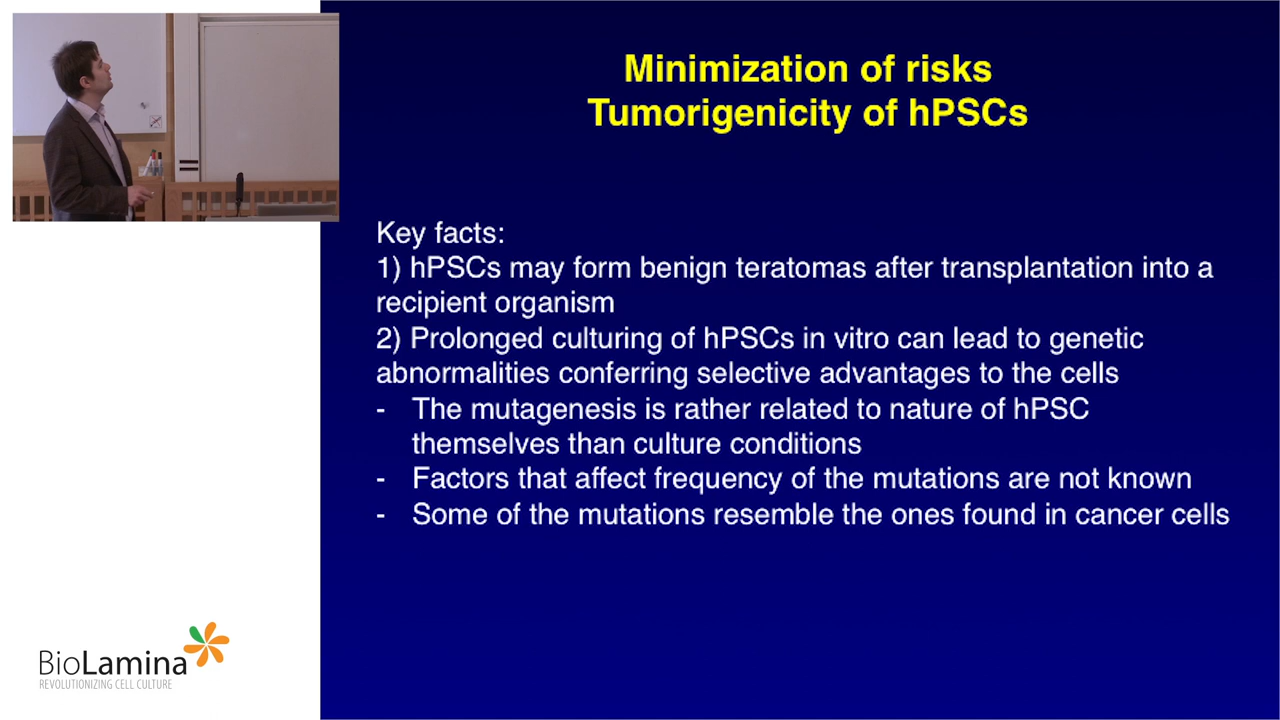 Minimization of risks
Tumorigenicity of hPSCs
Key facts:
1) hPSCs may form benign teratomas after transplantation into a
recipient organism
2) Prolonged culturing of hPSCs in vitro can lead to genetic
abnormalities conferring selective advantages to the cells
- The mutagenesis is rather related to nature of hPSC
themselves than culture conditions
- Factors that affect frequency of the mutations are not known
- Some of the mutations resemble the ones found in cancer cells
BioLamina
REVOLUTIONIZING CELL CULTURE